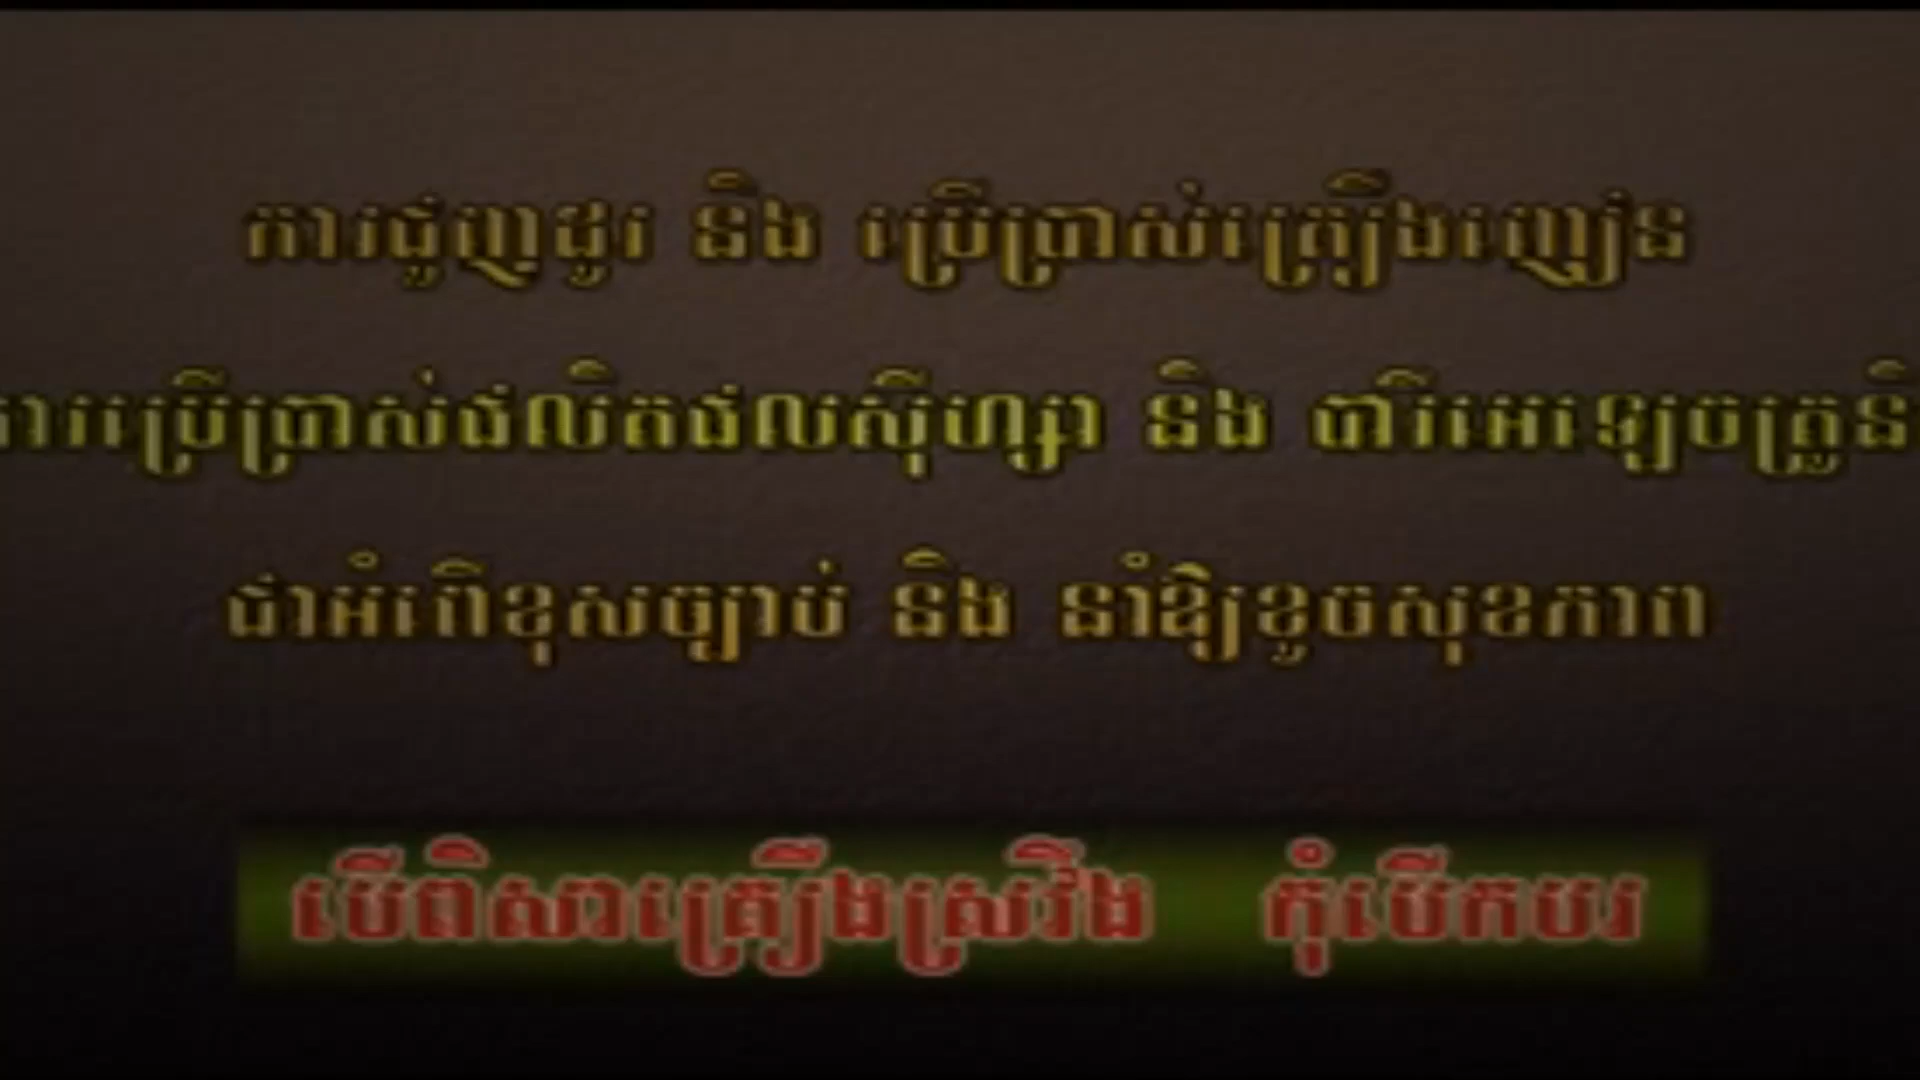 ការជួញដូរ និង ប្រើប្រាស់គ្រឿងញៀន
ការប្រើប្រាស់ផលិតផលស៊ីហ្សា និង បារីអេឡិចត្រូនិ
ជាអំពើខុសច្បាប់ និង នាំឱ្យខូចសុខភាព
បើពិសាគ្រឿងស្រវឹង កុំបើកបរ